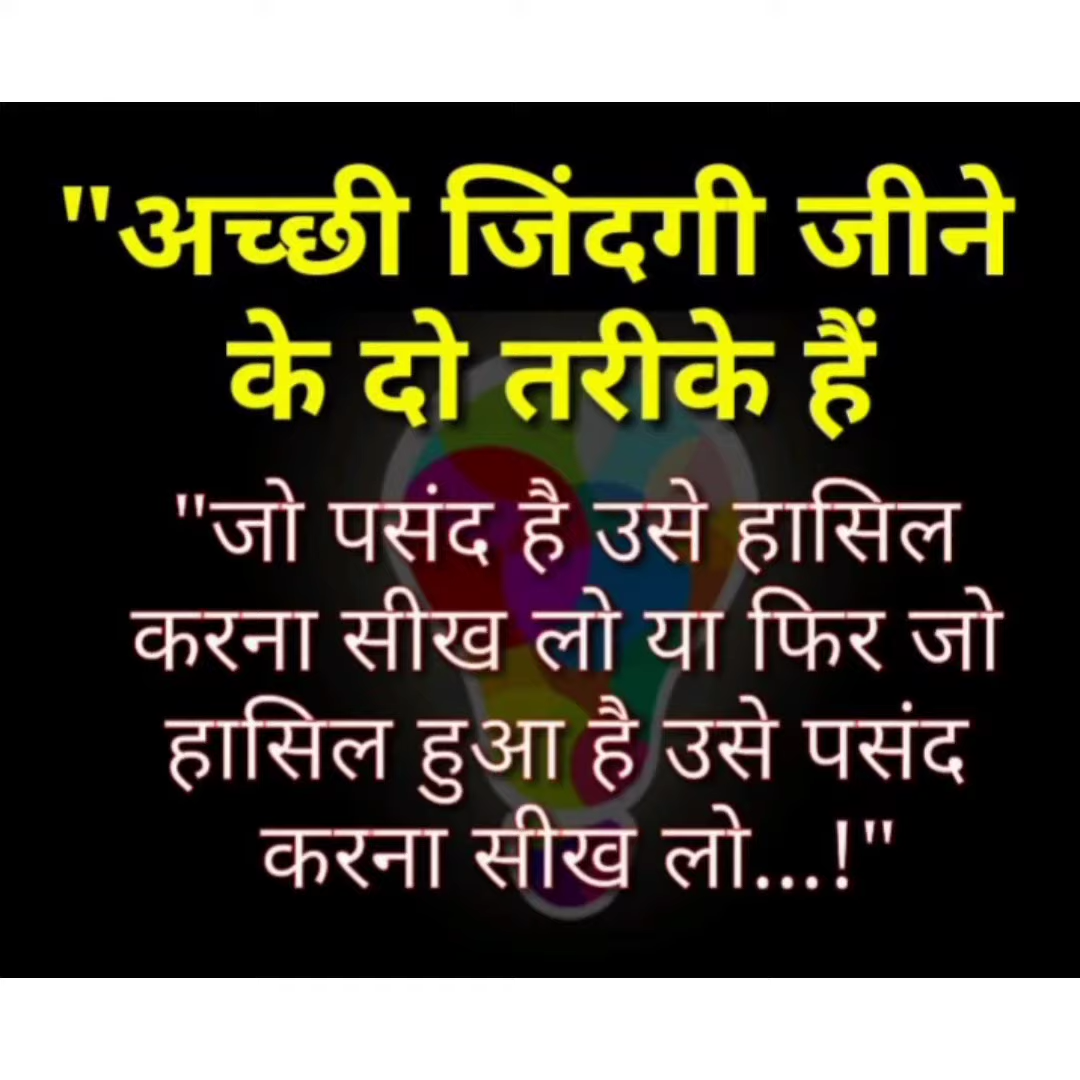 "अच्छी जिंदगी जीने
के दो तरीके हैं
"जो पसंद है उसे हासिल
करना सीख लो या फिर जो
हासिल हुआ है उसे पसंद
करना सीख लो...!"